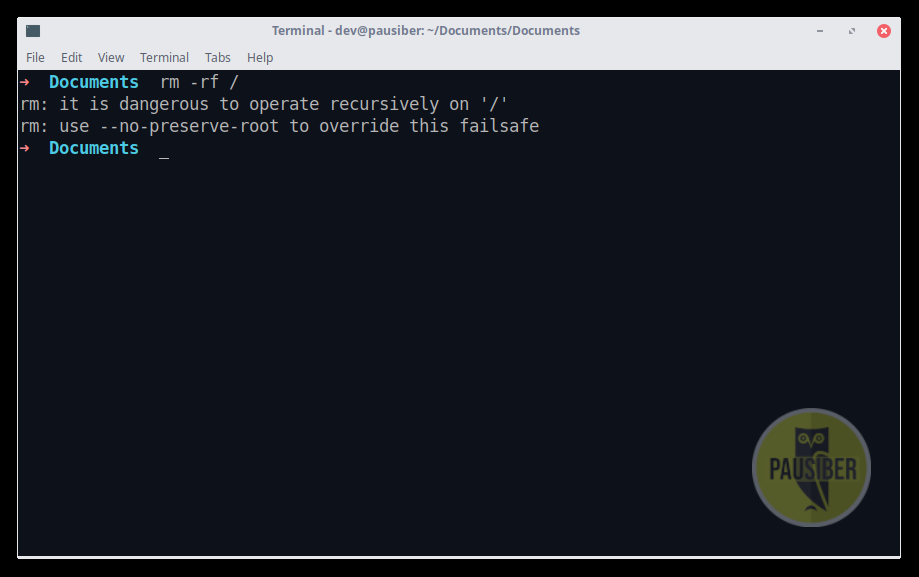 Terminal - dev@pausiber: ~/Documents/Documents
File Edit View Terminal Tabs Help
➜ Documents rm -rf /
rm: it is dangerous to operate recursively on '/'
rm: use --no-preserve-root to override this failsafe
➜ Documents _
PAUSIBER